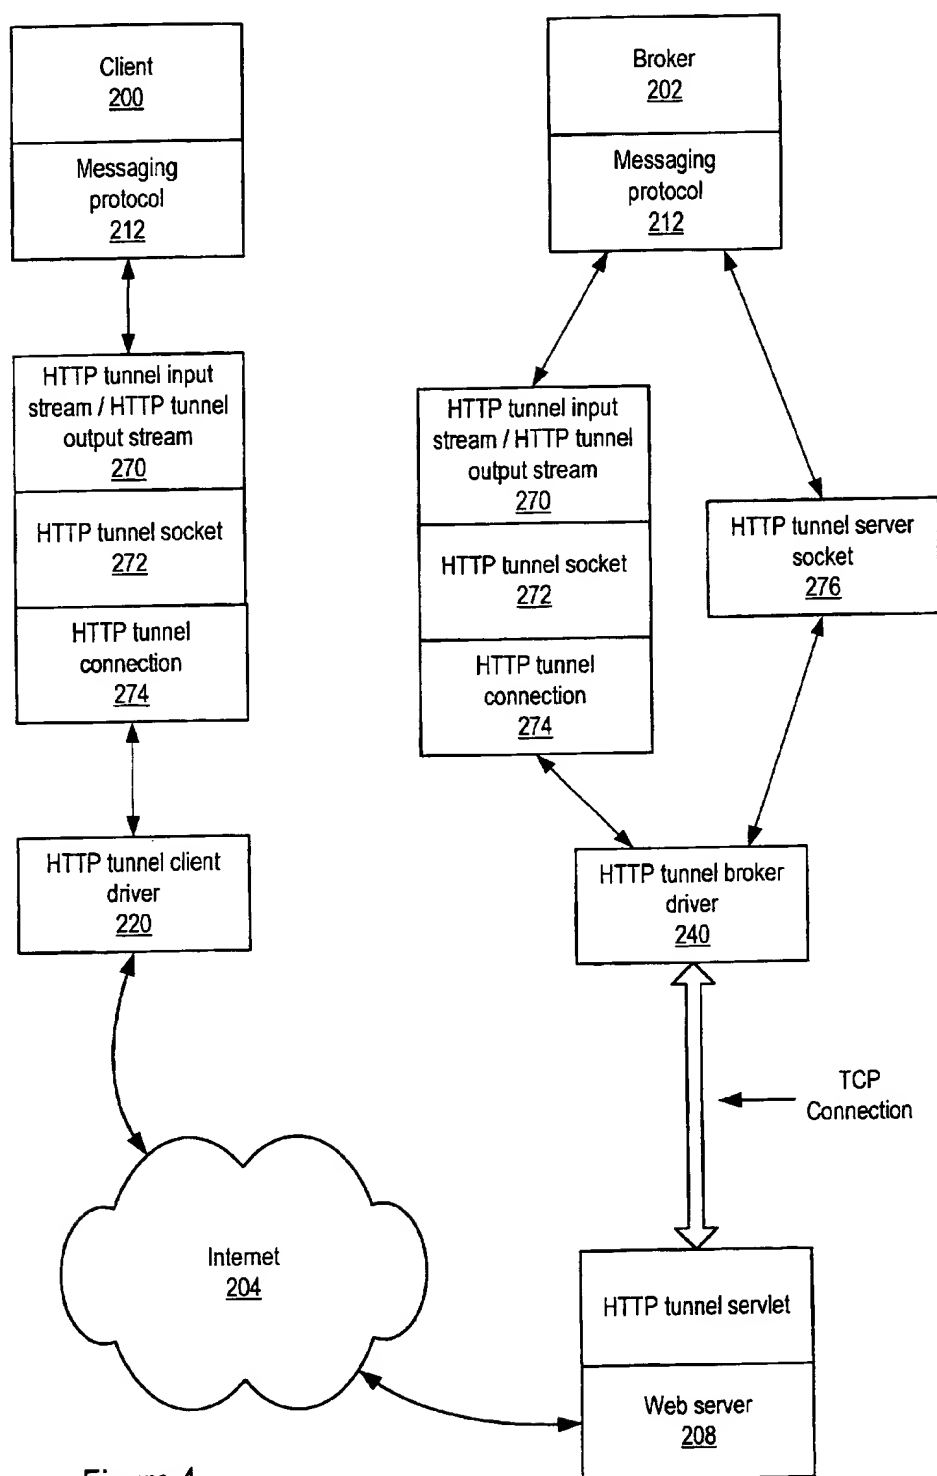 Client
200
Messaging
protocol
212
Broker
202
Messaging
protocol
212
HTTP tunnel input
stream / HTTP tunnel
output stream
270
HTTP tunnel socket
272
HTTP tunnel
connection
274
HTTP tunnel input
stream / HTTP tunnel
output stream
270
HTTP tunnel socket
272
HTTP tunnel
connection
274
HTTP tunnel server
socket
276
HTTP tunnel client
driver
220
HTTP tunnel broker
driver
240
TCP
Connection
Internet
204
HTTP tunnel servlet
Web server
208